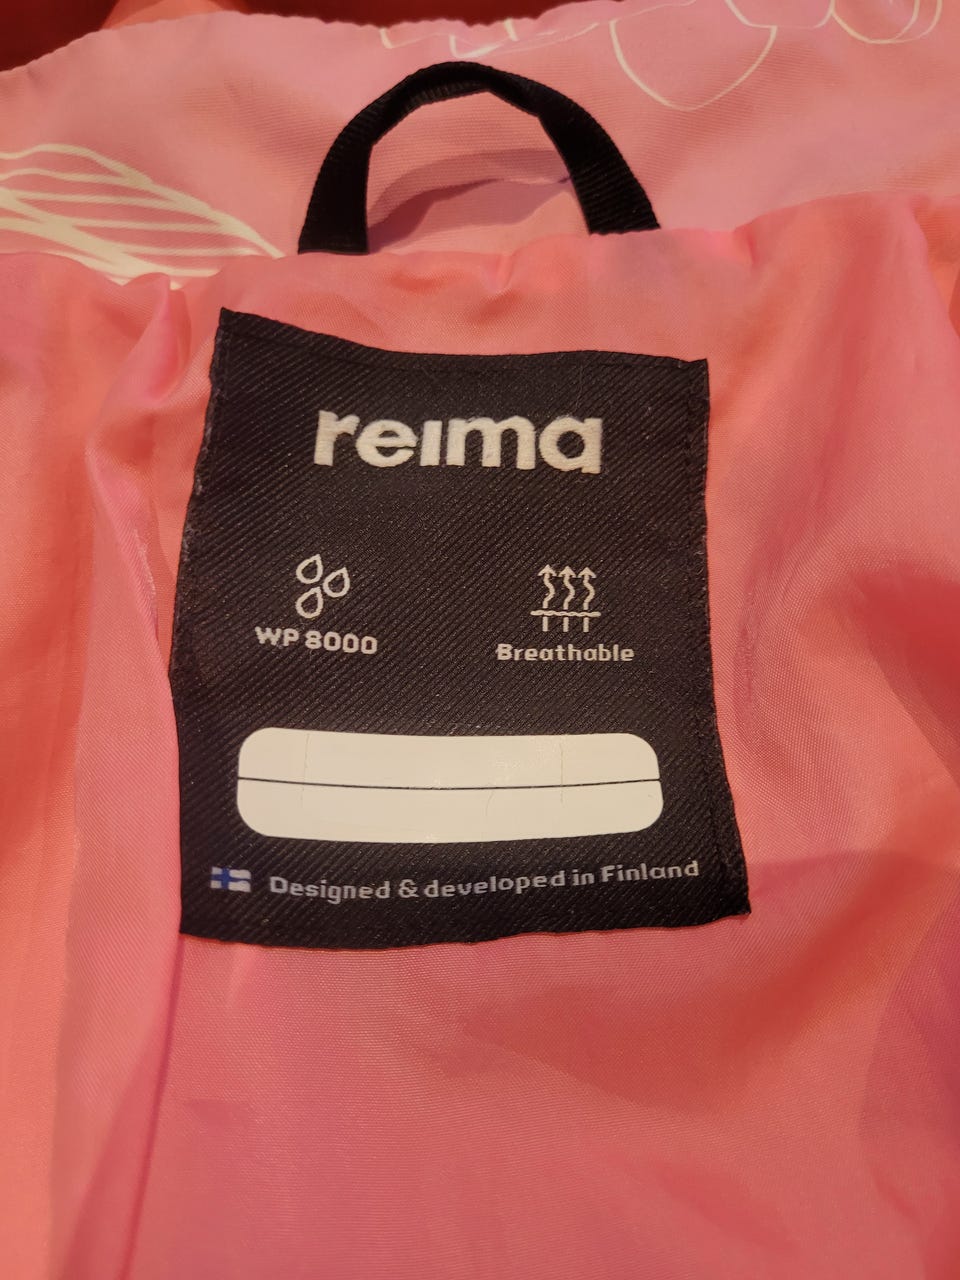 reima
WP 8000
Breathable
Designed & developed in Finland